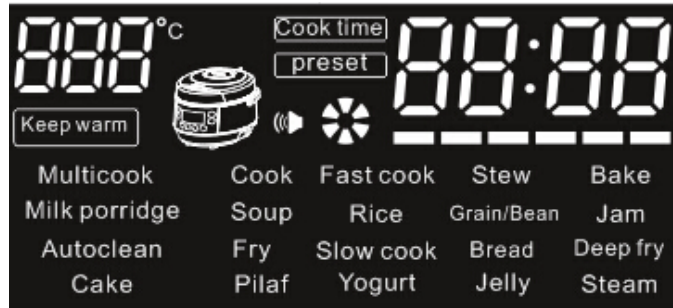 888°C Cook time 88:88
preset
Keep warm
Multicook Cook Fast cook Stew Bake
Milk porridge Soup Rice Grain/Bean Jam
Autoclean Fry Slow cook Bread Deep fry
Cake Pilaf Yogurt Jelly Steam